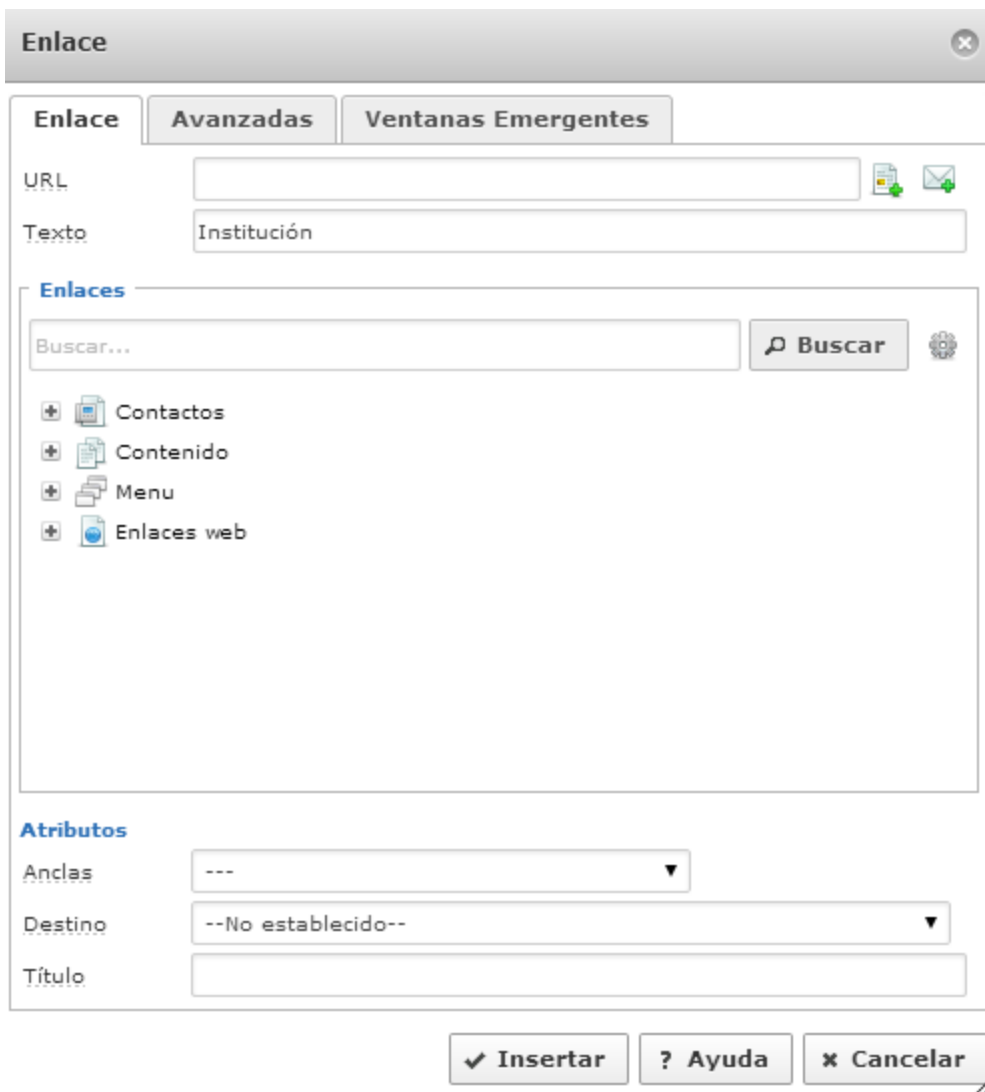 Enlace
Enlace Avanzadas Ventanas Emergentes
URL
Texto Institución
Enlaces
Buscar... Buscar
Contactos
Contenido
Menu
Enlaces web
Atributos
Anclas ---
Destino --No establecido--
Título
Insertar ? Ayuda Cancelar